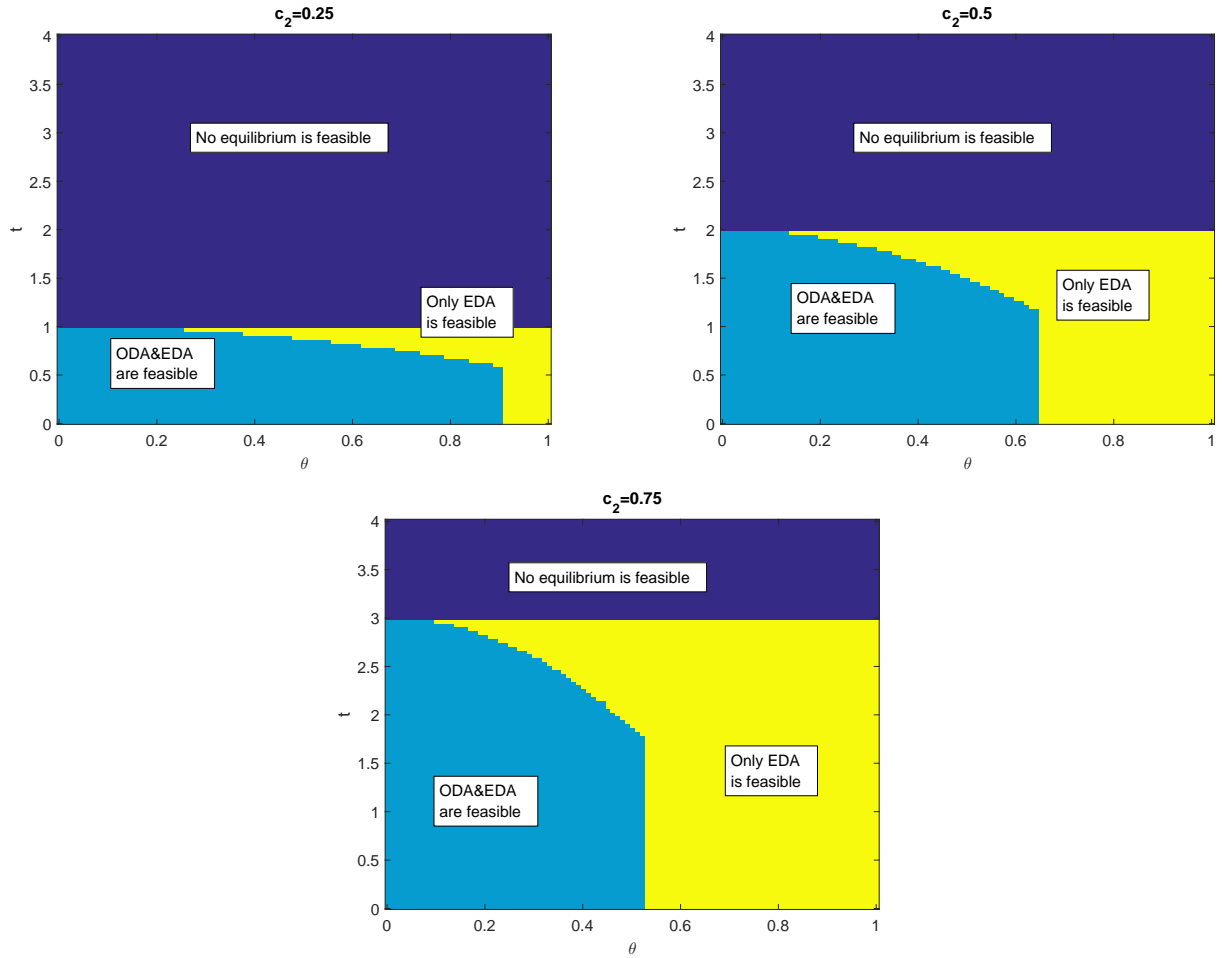 c2=0.25
4
3.5
3
2.5
2
1.5
1
0.5
0
t
No equilibrium is feasible
Only EDA
is feasible
ODA&EDA
are feasible
0
0.2
0.4
0.6
0.8
1
θ
c2=0.5
4
3.5
3
2.5
2
1.5
1
0.5
0
t
No equilibrium is feasible
ODA&EDA
are feasible
Only EDA
is feasible
0
0.2
0.4
0.6
0.8
1
θ
c2=0.75
4
3.5
3
2.5
2
1.5
1
0.5
0
t
No equilibrium is feasible
Only EDA
is feasible
ODA&EDA
are feasible
0
0.2
0.4
0.6
0.8
1
θ